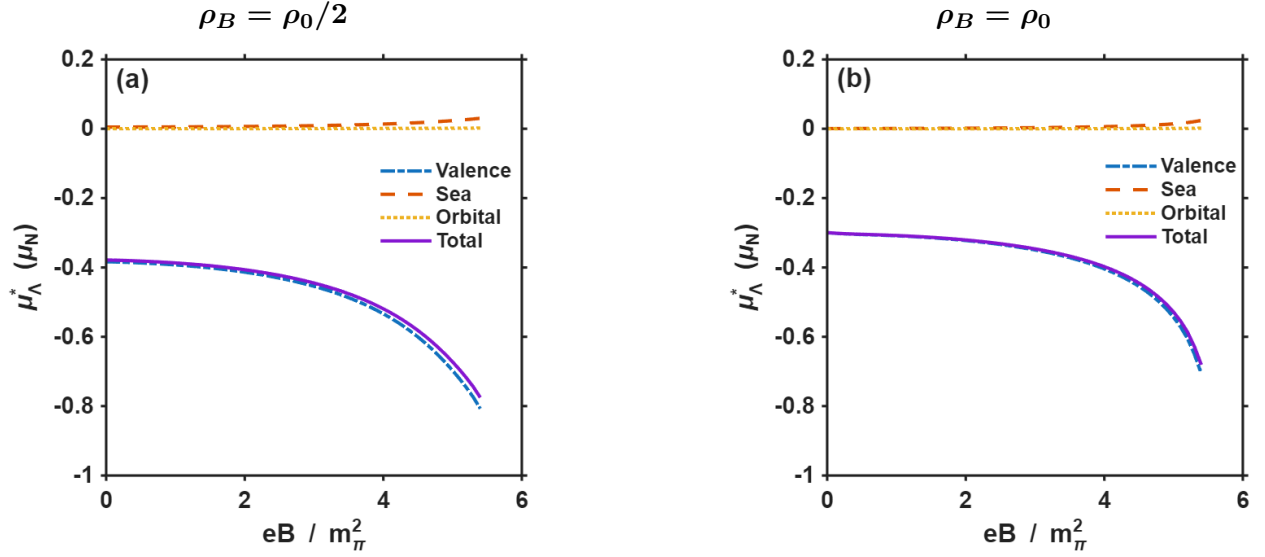 ρ_B = ρ_0/2
(a)
0.2
0
-0.2
-0.4
-0.6
-0.8
-1
μ*_Λ (μ_N)
Valence
Sea
Orbital
Total
0 2 4 6
eB / m_π^2
ρ_B = ρ_0
(b)
0.2
0
-0.2
-0.4
-0.6
-0.8
-1
μ*_Λ (μ_N)
Valence
Sea
Orbital
Total
0 2 4 6
eB / m_π^2